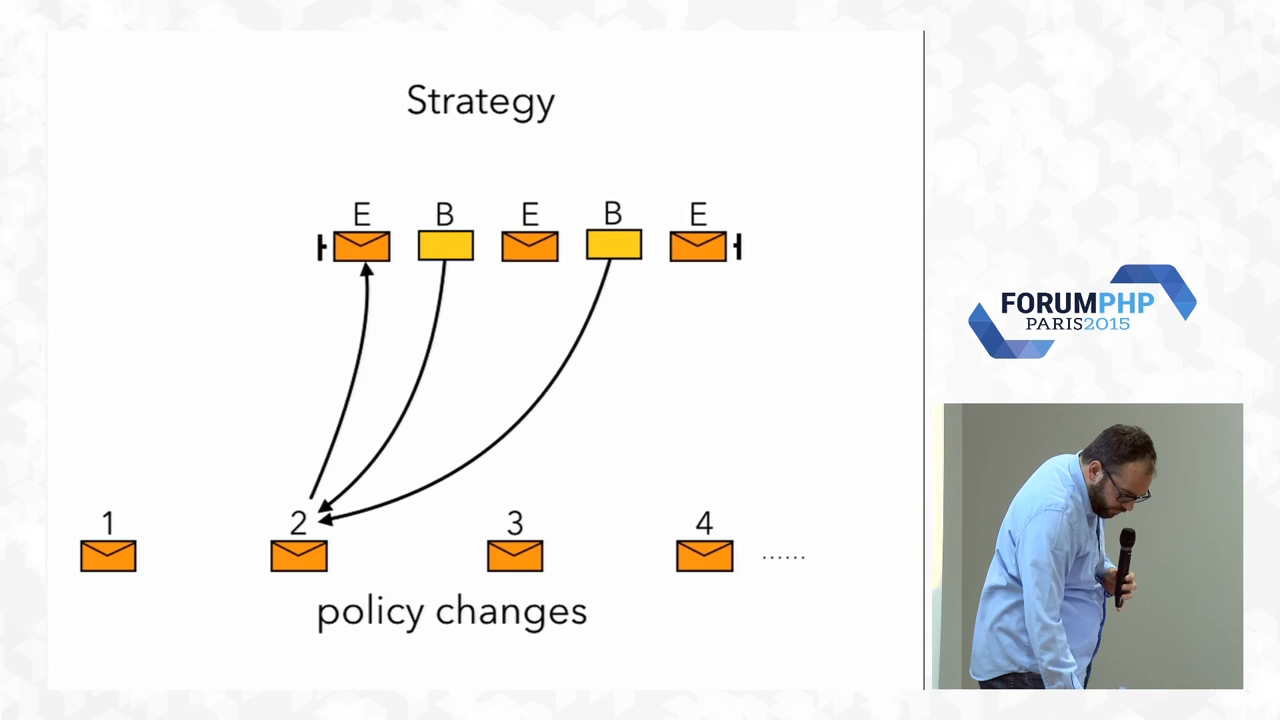 Strategy
E B E B E
1 2 3 4 ......
policy changes
FORUMPHP
PARIS2015